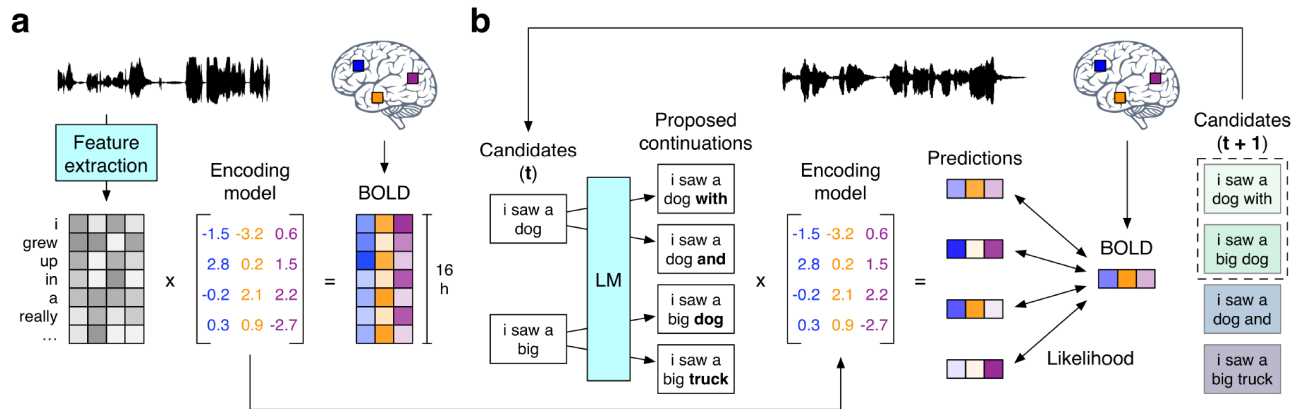 a
Feature
extraction
i
grew
up
in
a
really
...
x
Encoding
model
-1.5 -3.2 0.6
2.8 0.2 1.5
-0.2 2.1 2.2
0.3 0.9 -2.7
=
BOLD
16
h
b
Candidates
(t)
i saw a
dog
i saw a
big
LM
Proposed
continuations
i saw a
dog with
i saw a
dog and
i saw a
big dog
i saw a
big truck
x
Encoding
model
-1.5 -3.2 0.6
2.8 0.2 1.5
-0.2 2.1 2.2
0.3 0.9 -2.7
=
Predictions
BOLD
Likelihood
Candidates
(t + 1)
i saw a
dog with
i saw a
big dog
i saw a
dog and
i saw a
big truck